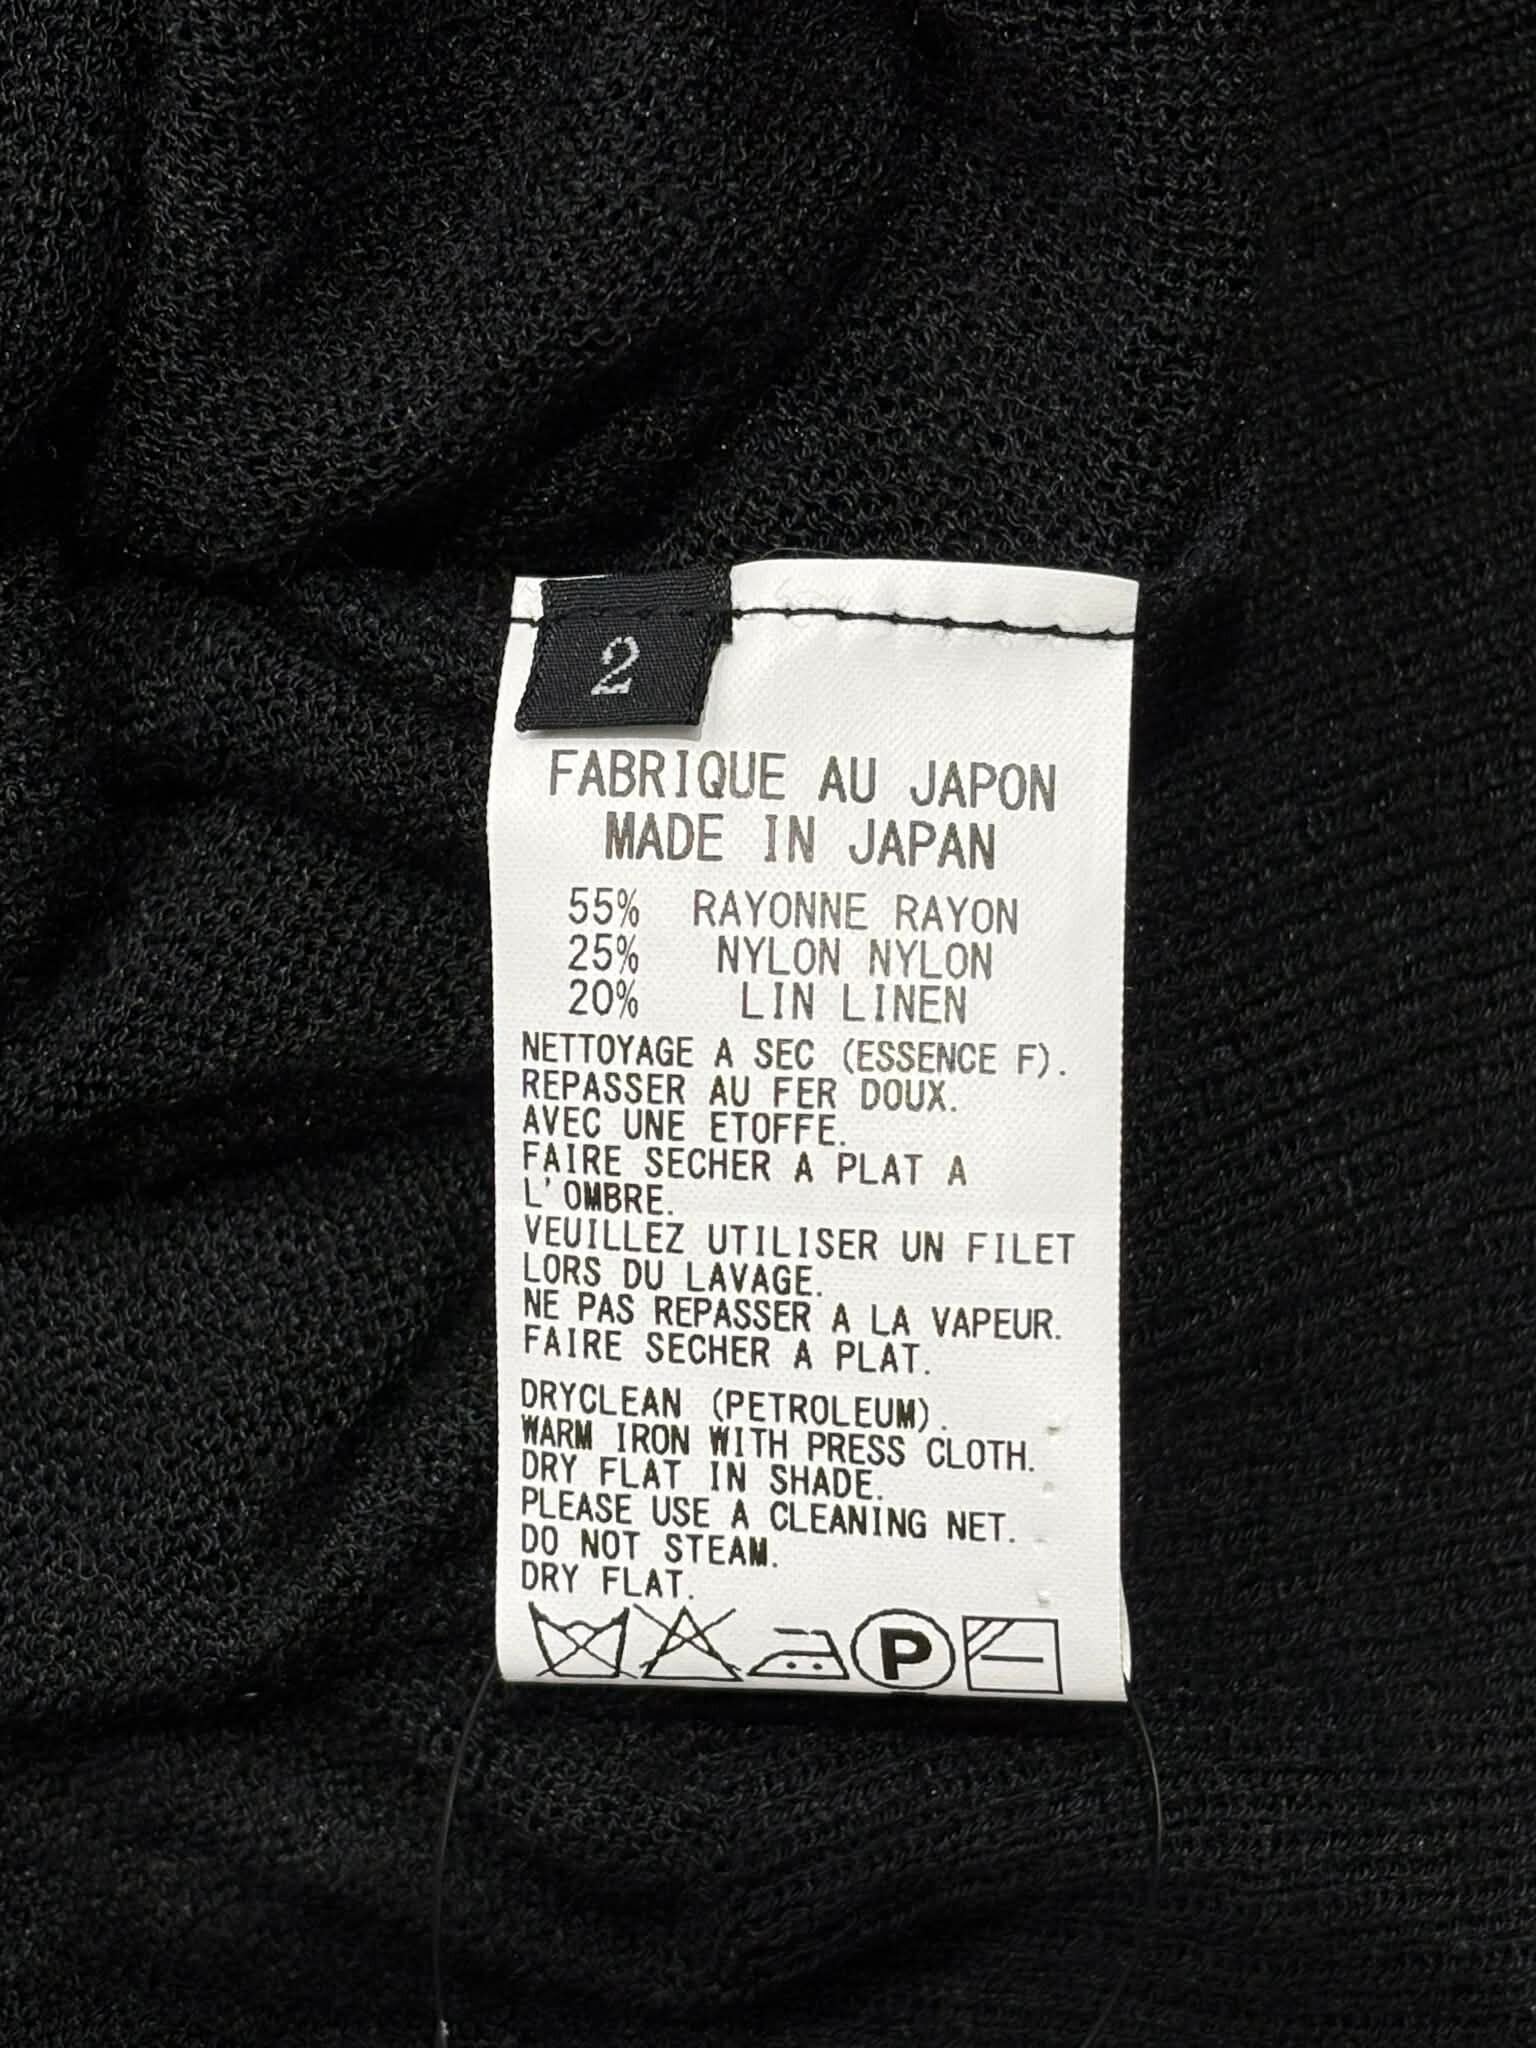 2
FABRIQUE AU JAPON
MADE IN JAPAN
55% RAYONNE RAYON
25% NYLON NYLON
20% LIN LINEN
NETTOYAGE A SEC (ESSENCE F).
REPASSER AU FER DOUX.
AVEC UNE ETOFFE.
FAIRE SECHER A PLAT A
L'OMBRE.
VEUILLEZ UTILISER UN FILET
LORS DU LAVAGE.
NE PAS REPASSER A LA VAPEUR.
FAIRE SECHER A PLAT.
DRYCLEAN (PETROLEUM).
WARM IRON WITH PRESS CLOTH.
DRY FLAT IN SHADE.
PLEASE USE A CLEANING NET.
DO NOT STEAM.
DRY FLAT.
P